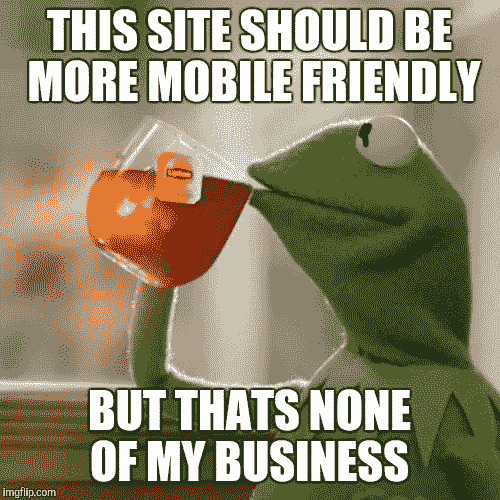 THIS SITE SHOULD BE
MORE MOBILE FRIENDLY
BUT THATS NONE
OF MY BUSINESS
imgflip.com